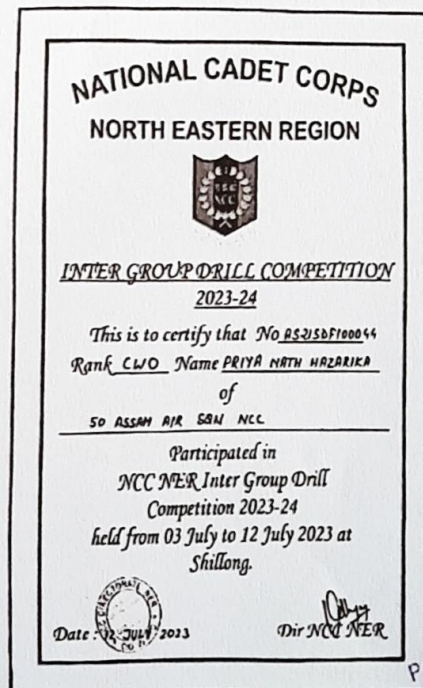 NATIONAL CADET CORPS
NORTH EASTERN REGION
NCC
INTER GROUP DRILL COMPETITION
2023-24
This is to certify that No AS21SDF100044
Rank CWO Name PRIYA NATH HAZARIKA
of
50 ASSAM AIR SQN NCC
Participated in
NCC NER Inter Group Drill
Competition 2023-24
held from 03 July to 12 July 2023 at
Shillong.
Date : 12 JULY 2023 Dir NCC NER
P